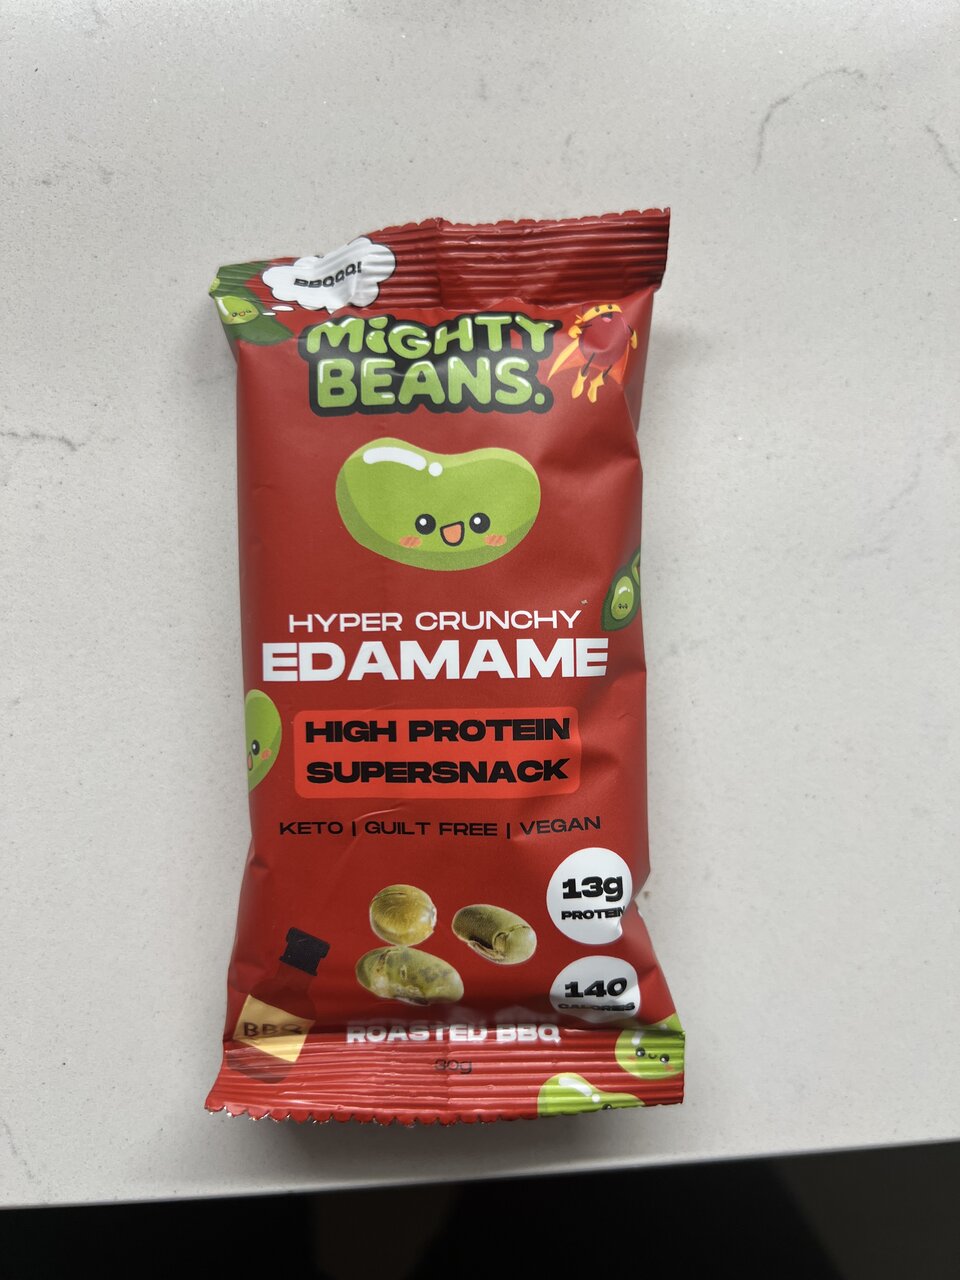 BBQQQ!
MiGHTY
BEANS.
HYPER CRUNCHY
EDAMAME
HIGH PROTEIN
SUPERSNACK
KETO | GUILT FREE | VEGAN
13g
PROTEIN
140
CALORIES
BBQ
ROASTED BBQ
30g